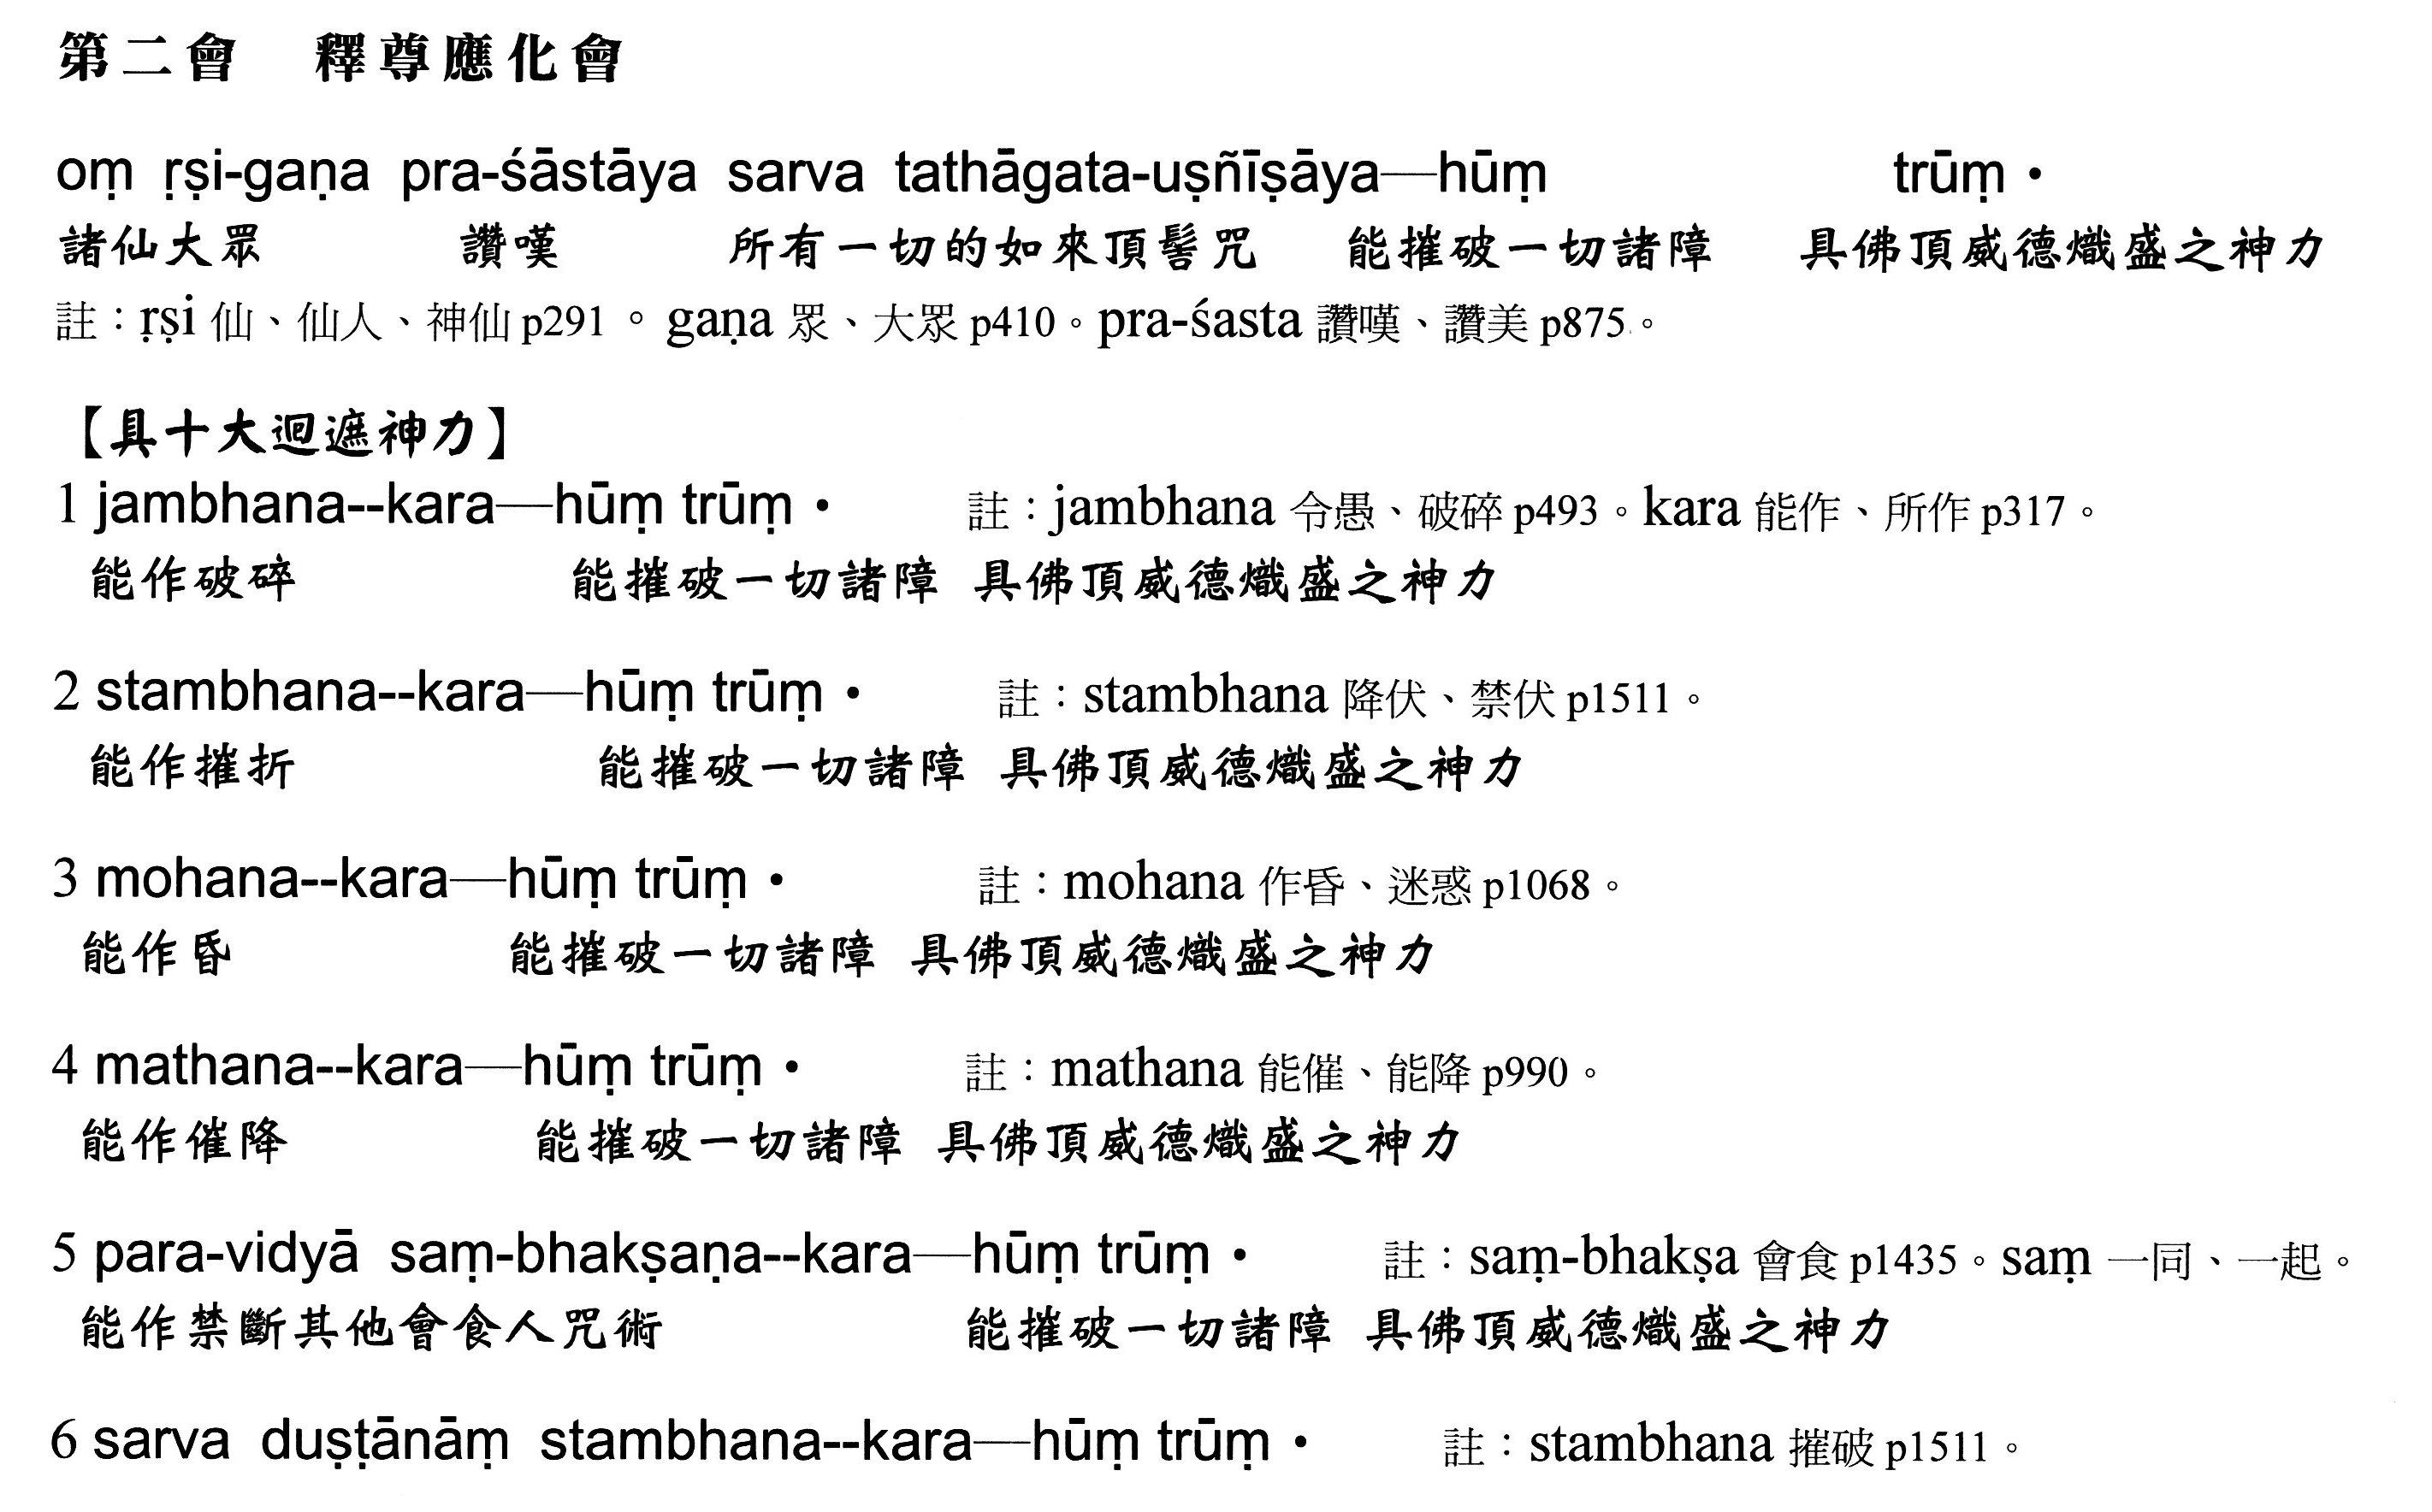 第二會　釋尊應化會
oṃ ṛṣi-gaṇa pra-śāstāya sarva tathāgata-uṣñīṣāya—hūṃ trūṃ •
諸仙大眾 讚嘆 所有一切的如來頂髻咒 能摧破一切諸障 具佛頂威德熾盛之神力
註：ṛṣi 仙、仙人、神仙 p291 。gaṇa 眾、大眾 p410。pra-śasta 讚嘆、讚美 p875。
【具十大迴遮神力】
1 jambhana--kara—hūṃ trūṃ • 註：jambhana 令愚、破碎 p493。kara 能作、所作 p317。
能作破碎 能摧破一切諸障 具佛頂威德熾盛之神力
2 stambhana--kara—hūṃ trūṃ • 註：stambhana 降伏、禁伏 p1511。
能作摧折 能摧破一切諸障 具佛頂威德熾盛之神力
3 mohana--kara—hūṃ trūṃ • 註：mohana 作昏、迷惑 p1068。
能作昏 能摧破一切諸障 具佛頂威德熾盛之神力
4 mathana--kara—hūṃ trūṃ • 註：mathana 能催、能降 p990。
能作催降 能摧破一切諸障 具佛頂威德熾盛之神力
5 para-vidyā saṃ-bhakṣaṇa--kara—hūṃ trūṃ • 註：saṃ-bhakṣa 會食 p1435。saṃ 一同、一起。
能作禁斷其他會食人咒術 能摧破一切諸障 具佛頂威德熾盛之神力
6 sarva duṣṭānāṃ stambhana--kara—hūṃ trūṃ • 註：stambhana 摧破 p1511。